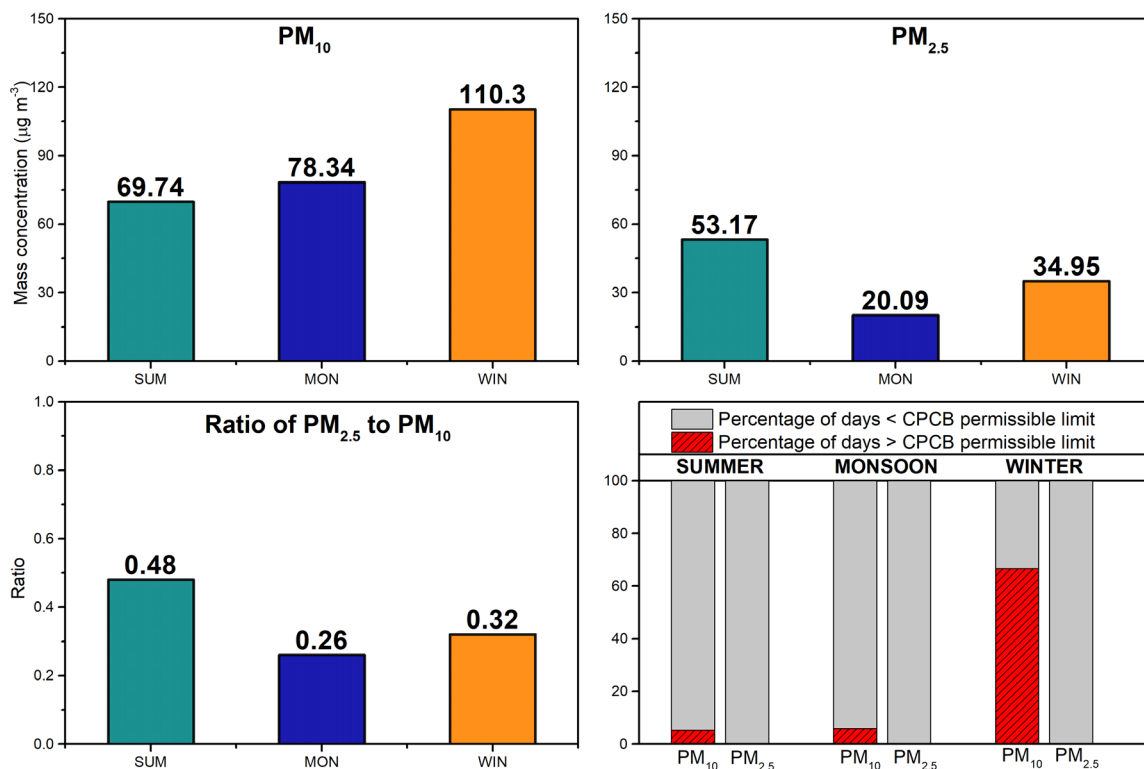 PM10
Mass concentration (μg m-3)
150
120
90
60
30
0
69.74
78.34
110.3
SUM
MON
WIN
PM2.5
150
120
90
60
30
0
53.17
20.09
34.95
SUM
MON
WIN
Ratio of PM2.5 to PM10
Ratio
1.0
0.8
0.6
0.4
0.2
0.0
0.48
0.26
0.32
SUM
MON
WIN
Percentage of days < CPCB permissible limit
Percentage of days > CPCB permissible limit
SUMMER MONSOON WINTER
100
80
60
40
20
0
PM10 PM2.5 PM10 PM2.5 PM10 PM2.5